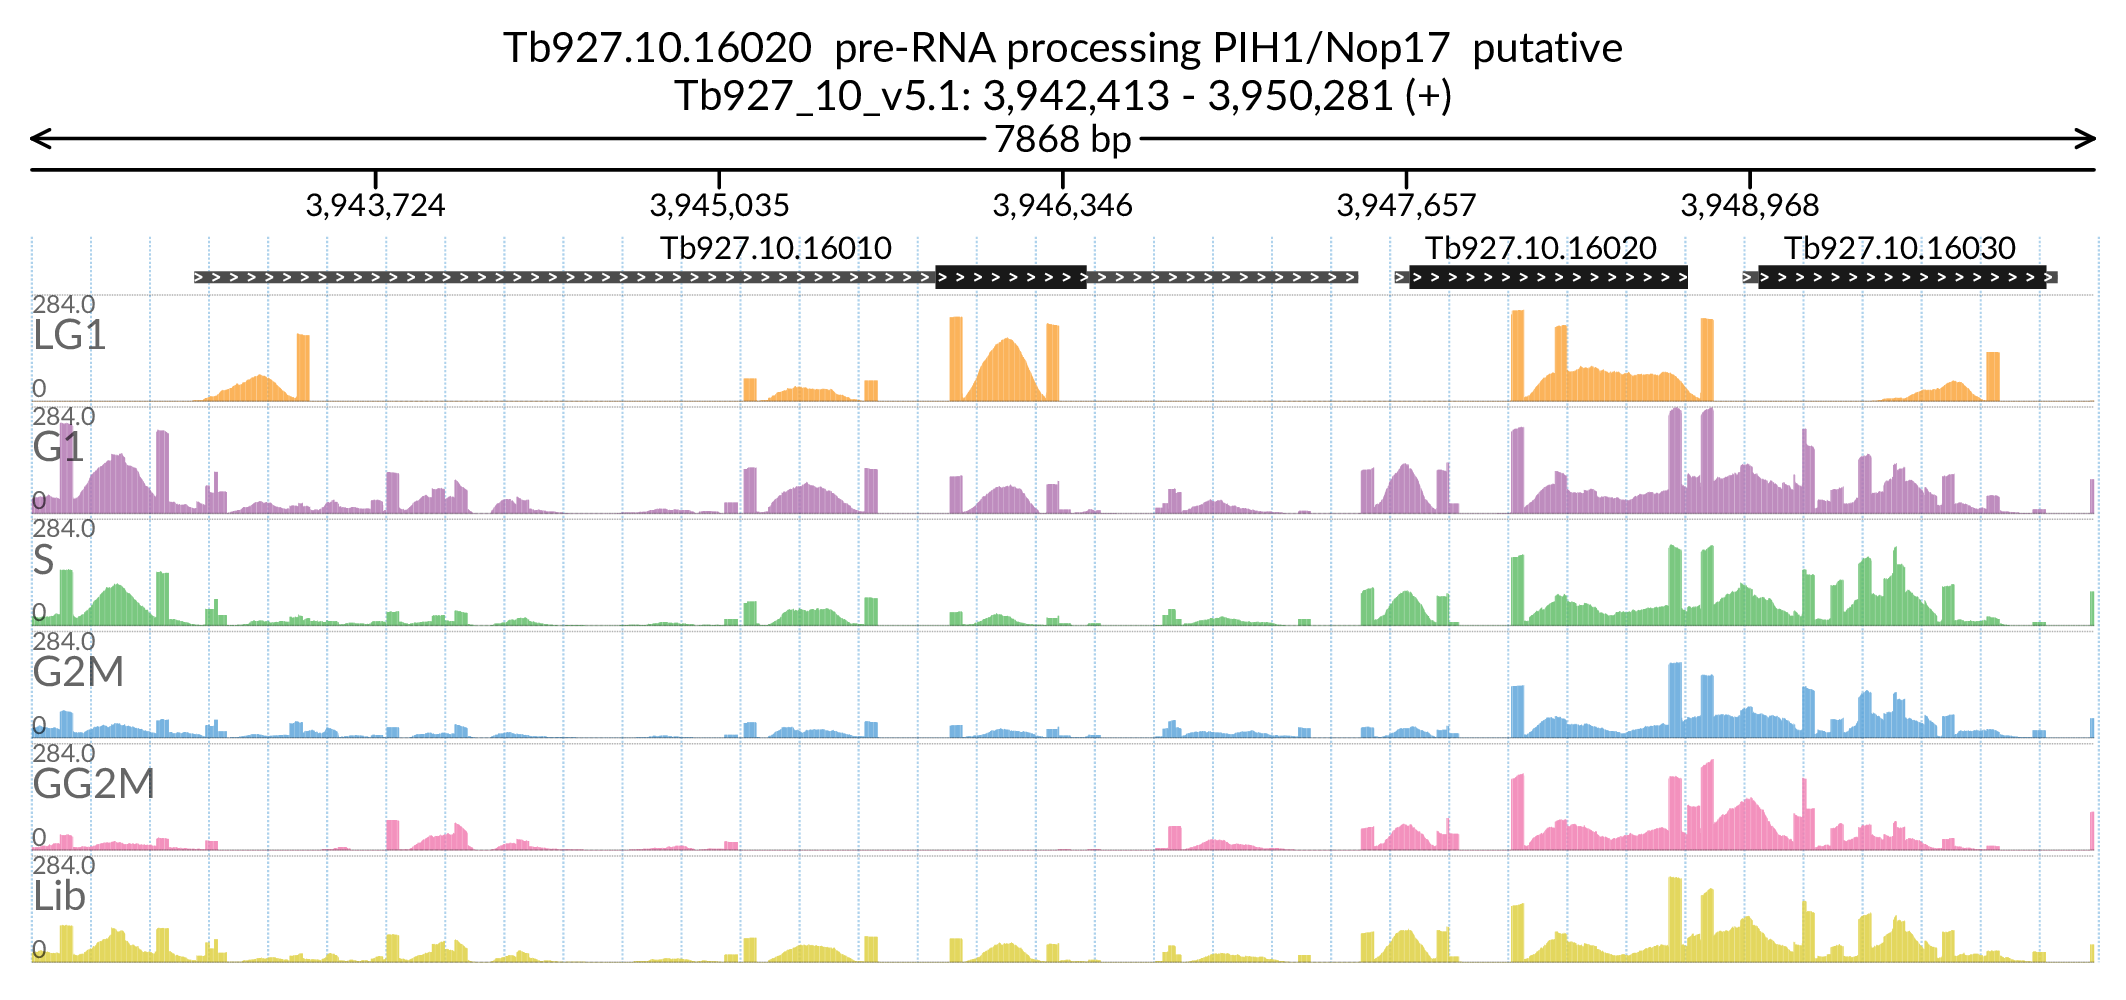 Tb927.10.16020 pre-RNA processing PIH1/Nop17 putative
Tb927_10_v5.1: 3,942,413 - 3,950,281 (+)
7868 bp
3,943,724 3,945,035 3,946,346 3,947,657 3,948,968
Tb927.10.16010 Tb927.10.16020 Tb927.10.16030
284.0
LG1
0
284.0
G1
0
284.0
S
0
284.0
G2M
0
284.0
GG2M
0
284.0
Lib
0